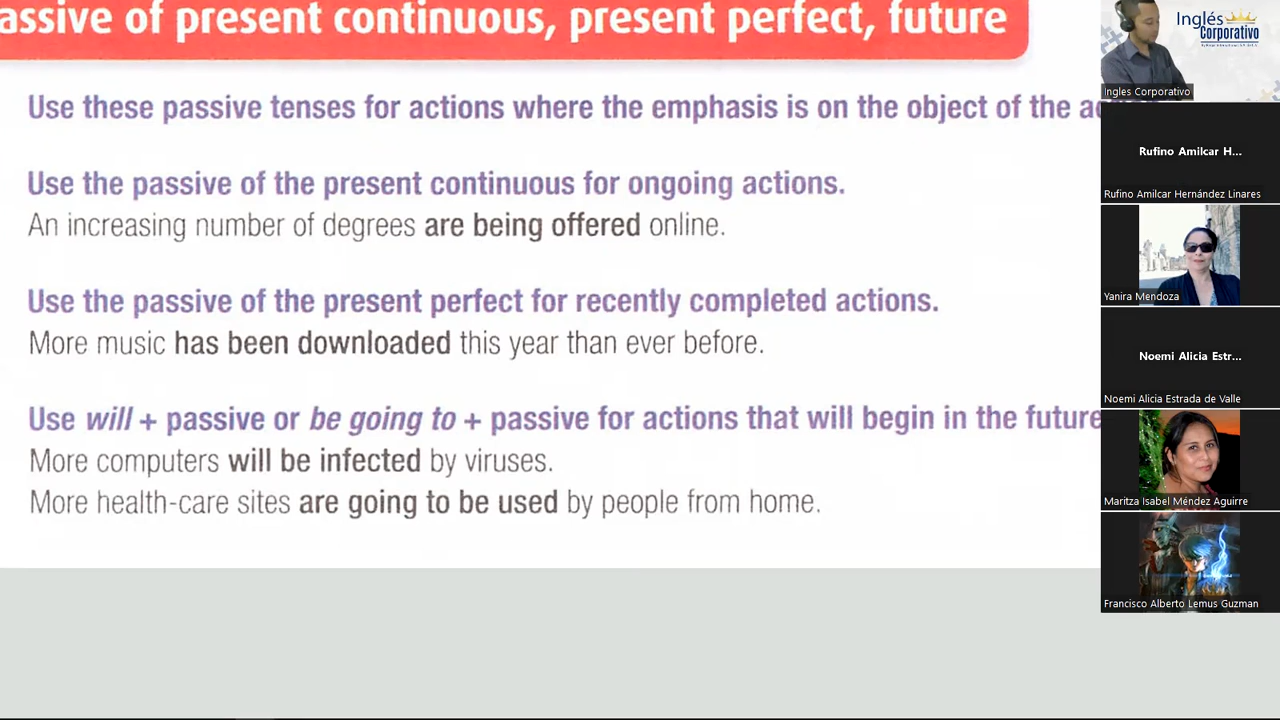 assive of present continuous, present perfect, future
Use these passive tenses for actions where the emphasis is on the object of the
Use the passive of the present continuous for ongoing actions.
An increasing number of degrees are being offered online.
Use the passive of the present perfect for recently completed actions.
More music has been downloaded this year than ever before.
Use will + passive or be going to + passive for actions that will begin in the future
More computers will be infected by viruses.
More health-care sites are going to be used by people from home.
Inglés
Corporativo
Ingles Corporativo
Rufino Amilcar H...
Rufino Amilcar Hernández Linares
Yanira Mendoza
Noemi Alicia Estr...
Noemi Alicia Estrada de Valle
Maritza Isabel Méndez Aguirre
Francisco Alberto Lemus Guzman